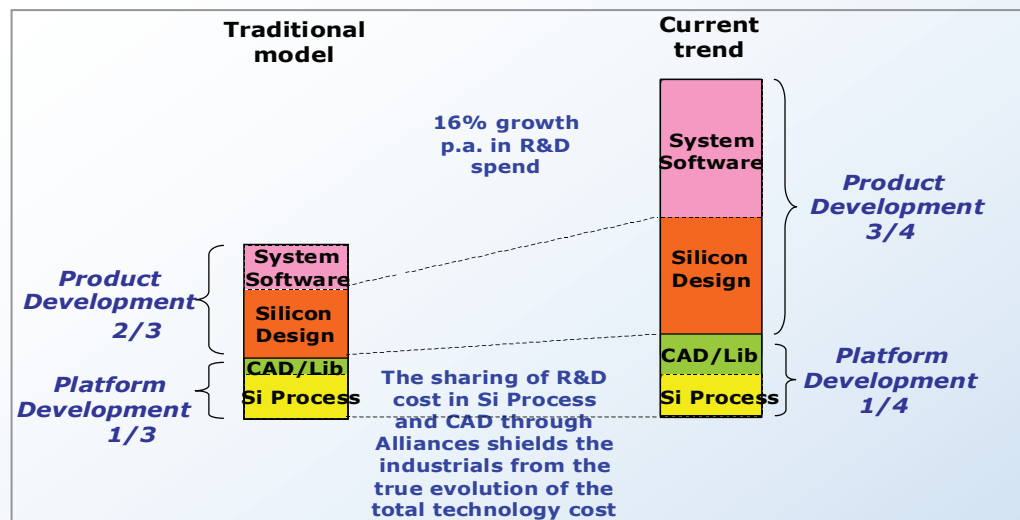 Traditional
model
Current
trend
16% growth
p.a. in R&D
spend
System
Software
Silicon
Design
CAD/Lib
Si Process
Product
Development
2/3
Platform
Development
1/3
The sharing of R&D
cost in Si Process
and CAD through
Alliances shields the
industrials from the
true evolution of the
total technology cost
System
Software
Silicon
Design
CAD/Lib
Si Process
Product
Development
3/4
Platform
Development
1/4